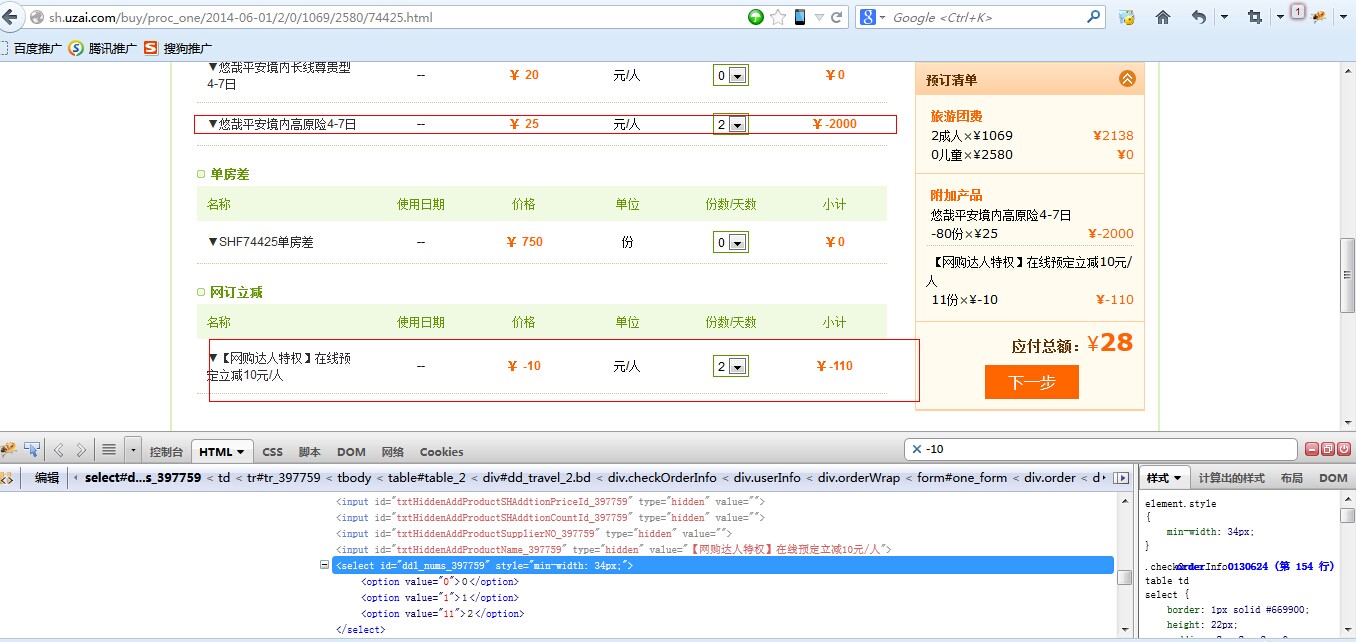 sh.uzai.com/buy/proc_one/2014-06-01/2/0/1069/2580/74425.html
Google <Ctrl+K>
1
百度推广 腾讯推广 搜狗推广
▼悠哉平安境内长线尊贵型4-7日 -- ¥ 20 元/人 0 ¥ 0
▼悠哉平安境内高原险4-7日 -- ¥ 25 元/人 2 ¥ -2000
单房差
名称 使用日期 价格 单位 份数/天数 小计
▼SHF74425单房差 -- ¥ 750 份 0 ¥ 0
网订立减
名称 使用日期 价格 单位 份数/天数 小计
▼【网购达人特权】在线预定立减10元/人 -- ¥ -10 元/人 2 ¥ -110
预订清单
旅游团费
2成人×¥1069 ¥2138
0儿童×¥2580 ¥0
附加产品
悠哉平安境内高原险4-7日
-80份×¥25 ¥-2000
【网购达人特权】在线预定立减10元/
人
11份×¥-10 ¥-110
应付总额：¥28
下一步
控制台 HTML CSS 脚本 DOM 网络 Cookies
-10
编辑 select#d...s_397759 < td < tr#tr_397759 < tbody < table#table_2 < div#dd_travel_2.bd < div.checkOrderInfo < div.userInfo < div.orderWrap < form#one_form < div.order < d
样式 计算出的样式 布局 DOM
<input id="txtHiddenAddProductSHAddtionPriceId_397759" type="hidden" value="">
<input id="txtHiddenAddProductSHAddtionCountId_397759" type="hidden" value="">
<input id="txtHiddenAddProductSupplierNO_397759" type="hidden" value="">
<input id="txtHiddenAddProductName_397759" type="hidden" value="【网购达人特权】在线预定立减10元/人">
<select id="ddl_nums_397759" style="min-width: 34px;">
<option value="0">0</option>
<option value="1">1</option>
<option value="11">2</option>
</select>
element.style
{
min-width: 34px;
}
table td
select {
border: 1px solid #669900;
height: 22px;